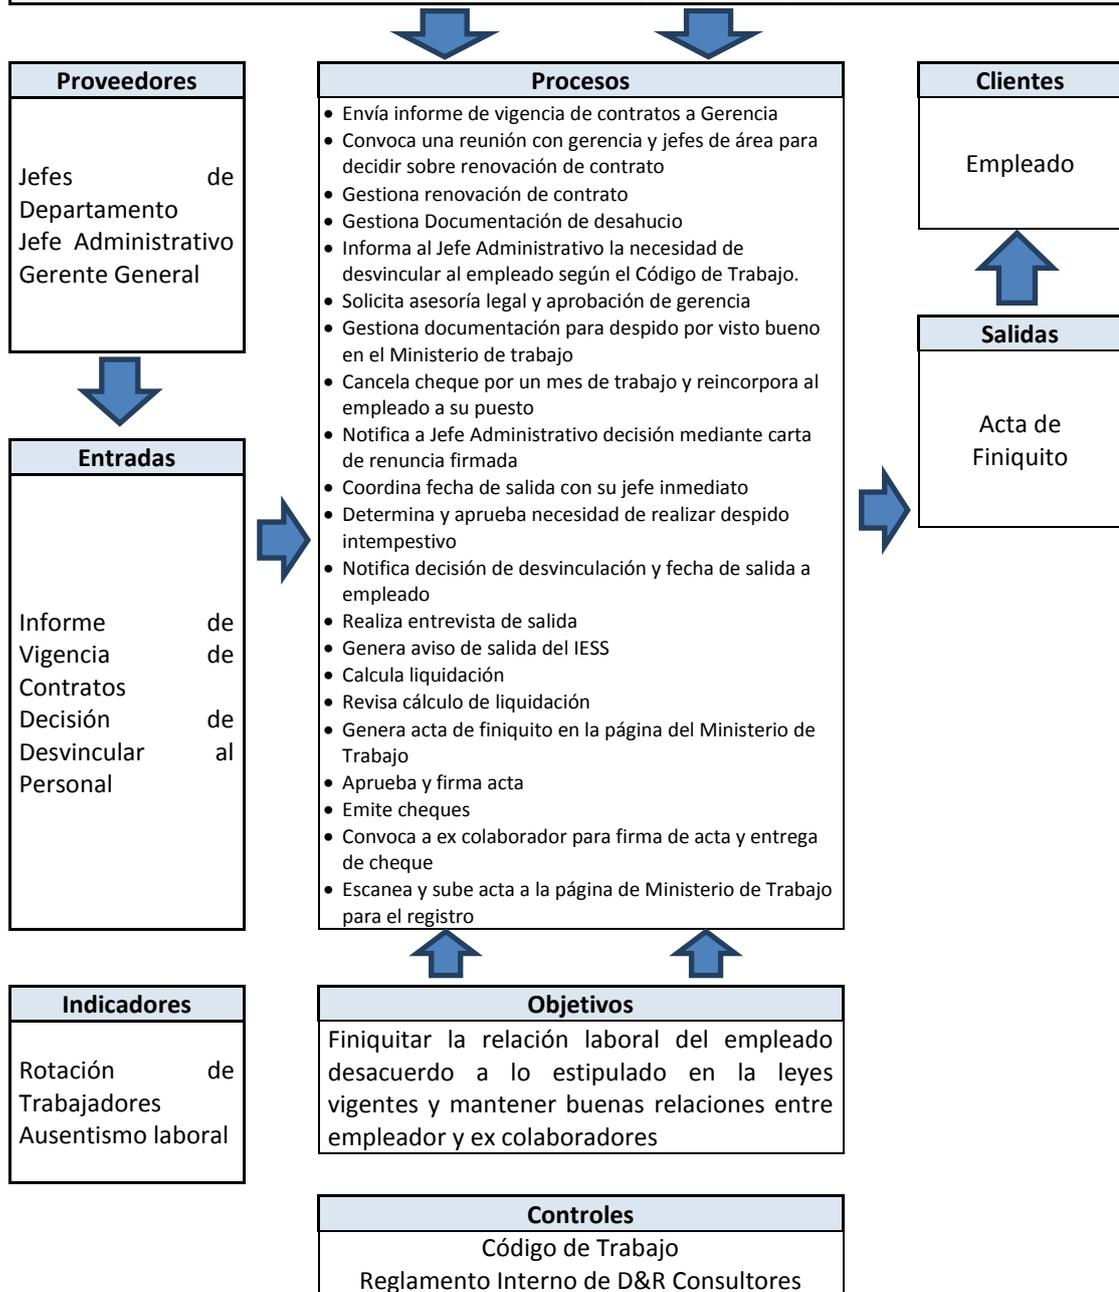 Proveedores
Jefes de
Departamento
Jefe Administrativo
Gerente General
Entradas
Informe de
Vigencia de
Contratos
Decisión de
Desvincular al
Personal
Procesos
• Envía informe de vigencia de contratos a Gerencia
• Convoca una reunión con gerencia y jefes de área para
decidir sobre renovación de contrato
• Gestiona renovación de contrato
• Gestiona Documentación de desahucio
• Informa al Jefe Administrativo la necesidad de
desvincular al empleado según el Código de Trabajo.
• Solicita asesoría legal y aprobación de gerencia
• Gestiona documentación para despido por visto bueno
en el Ministerio de trabajo
• Cancela cheque por un mes de trabajo y reincorpora al
empleado a su puesto
• Notifica a Jefe Administrativo decisión mediante carta
de renuncia firmada
• Coordina fecha de salida con su jefe inmediato
• Determina y aprueba necesidad de realizar despido
intempestivo
• Notifica decisión de desvinculación y fecha de salida a
empleado
• Realiza entrevista de salida
• Genera aviso de salida del IESS
• Calcula liquidación
• Revisa cálculo de liquidación
• Genera acta de finiquito en la página del Ministerio de
Trabajo
• Aprueba y firma acta
• Emite cheques
• Convoca a ex colaborador para firma de acta y entrega
de cheque
• Escanea y sube acta a la página de Ministerio de Trabajo
para el registro
Clientes
Empleado
Salidas
Acta de
Finiquito
Indicadores
Rotación de
Trabajadores
Ausentismo laboral
Objetivos
Finiquitar la relación laboral del empleado
desacuerdo a lo estipulado en la leyes
vigentes y mantener buenas relaciones entre
empleador y ex colaboradores
Controles
Código de Trabajo
Reglamento Interno de D&R Consultores